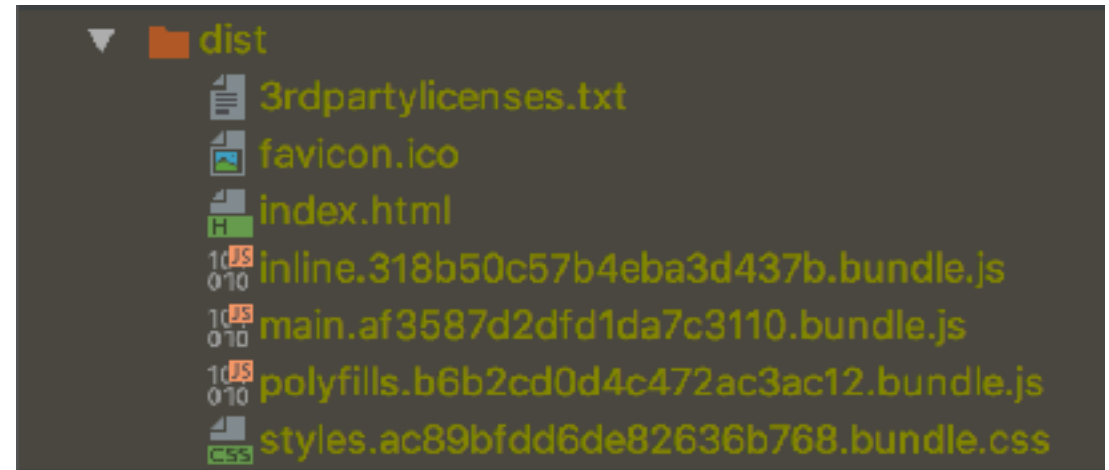 dist
3rdpartylicenses.txt
favicon.ico
index.html
inline.318b50c57b4eba3d437b.bundle.js
main.af3587d2dfd1da7c3110.bundle.js
polyfills.b6b2cd0d4c472ac3ac12.bundle.js
styles.ac89bfdd6de82636b768.bundle.css